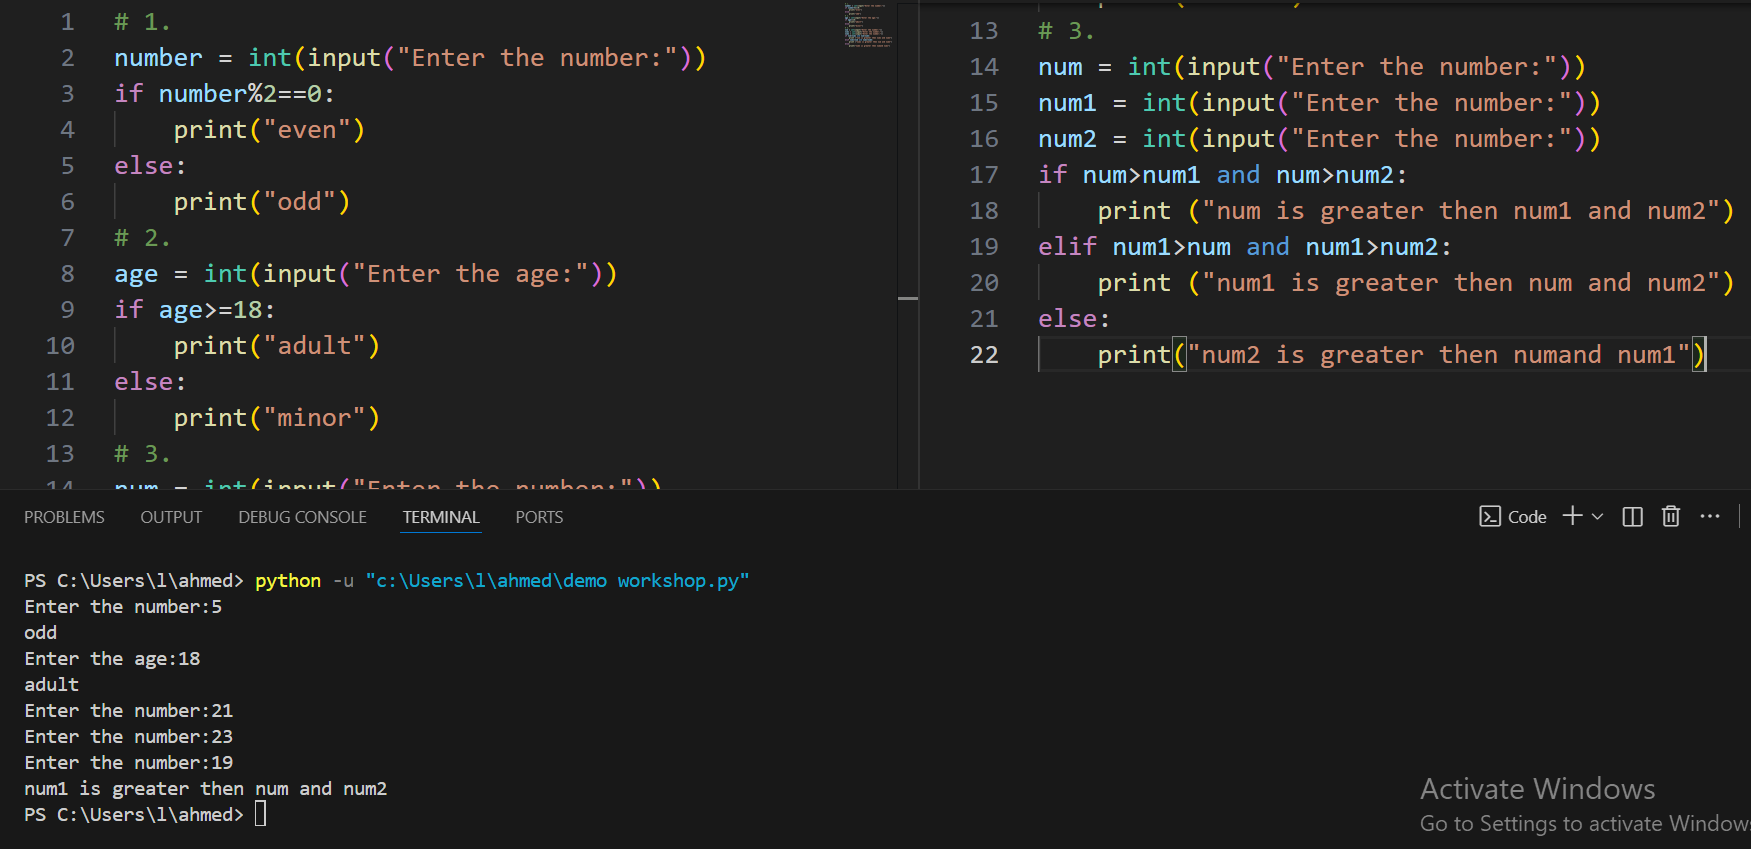 1 # 1.
2 number = int(input("Enter the number:"))
3 if number%2==0:
4     print("even")
5 else:
6     print("odd")
7 # 2.
8 age = int(input("Enter the age:"))
9 if age>=18:
10     print("adult")
11 else:
12     print("minor")
13 # 3.
14 num = int(input("Enter the number:"))
13 # 3.
14 num = int(input("Enter the number:"))
15 num1 = int(input("Enter the number:"))
16 num2 = int(input("Enter the number:"))
17 if num>num1 and num>num2:
18     print ("num is greater then num1 and num2")
19 elif num1>num and num1>num2:
20     print ("num1 is greater then num and num2")
21 else:
22     print("num2 is greater then numand num1")
PROBLEMS OUTPUT DEBUG CONSOLE TERMINAL PORTS
Code
PS C:\Users\l\ahmed> python -u "c:\Users\l\ahmed\demo workshop.py"
Enter the number:5
odd
Enter the age:18
adult
Enter the number:21
Enter the number:23
Enter the number:19
num1 is greater then num and num2
PS C:\Users\l\ahmed>
Activate Windows
Go to Settings to activate Windows